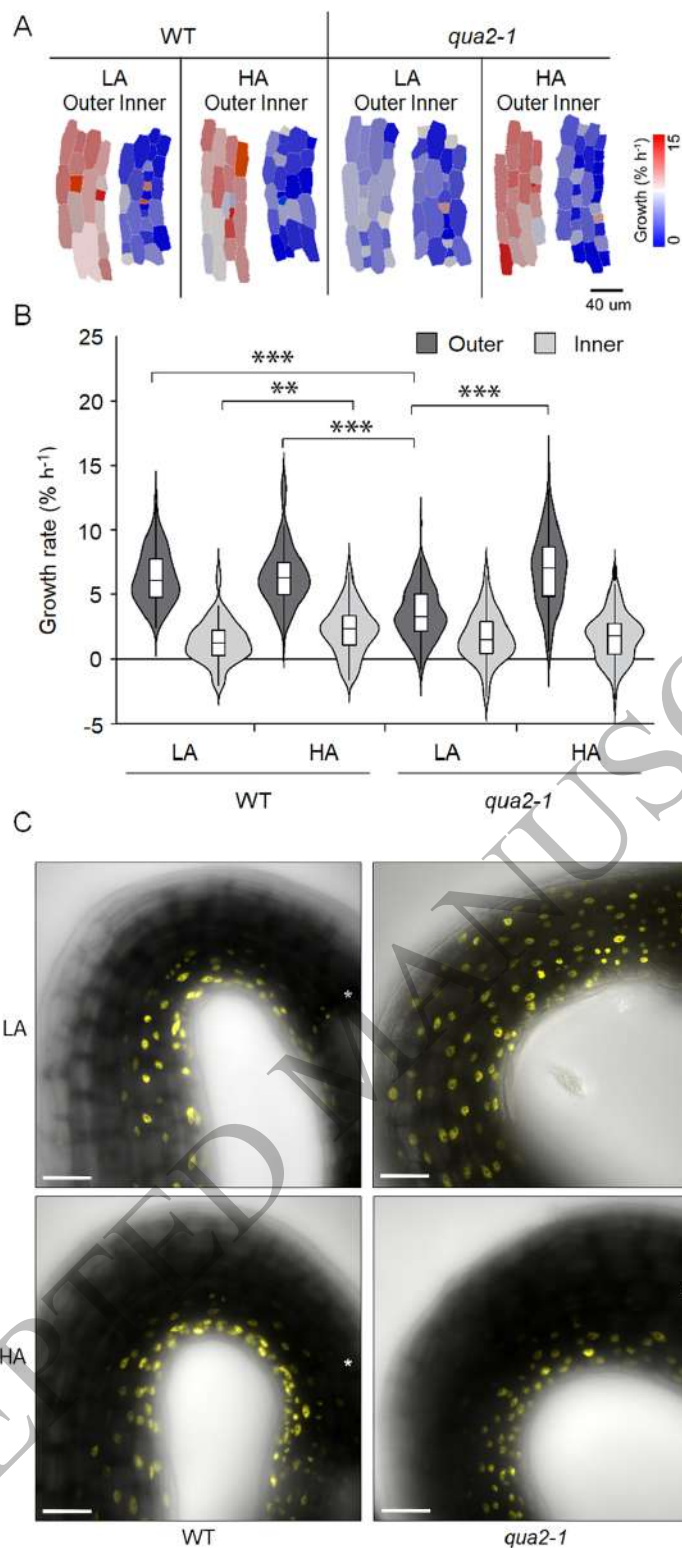 A
WT
qua2-1
LA
HA
LA
HA
Outer Inner
Outer Inner
Outer Inner
Outer Inner
15
Growth (% h-1)
0
40 um
B
Outer
Inner
***
**
***
***
25
20
15
10
5
0
-5
Growth rate (% h-1)
LA
HA
LA
HA
WT
qua2-1
C
LA
*
HA
*
WT
qua2-1
EPTED MANUSC